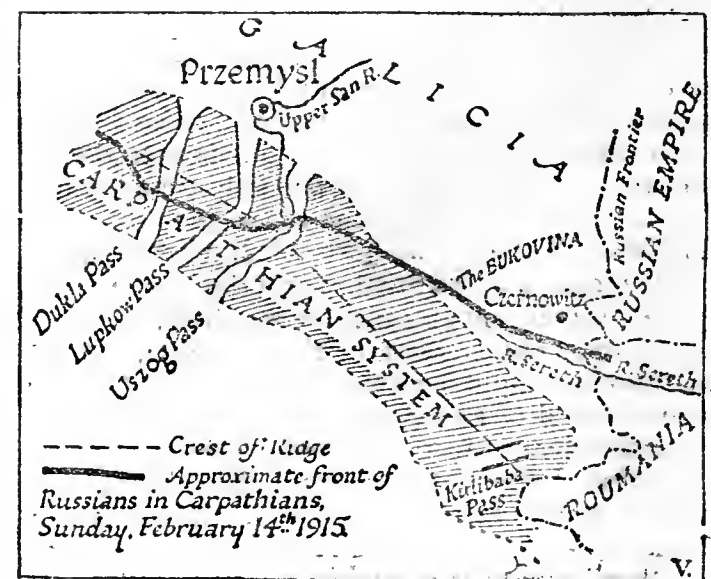 GALICIA
Przemysl
Upper San R.
CARPATHIAN SYSTEM
Dukla Pass
Lupkow Pass
Uszog Pass
The BUKOVINA
Czernowitz
Russian Frontier
RUSSIAN EMPIRE
R. Sereth
R. Sereth
ROUMANIA
Kirlibaba
Pass
Crest of Ridge
Approximate front of
Russians in Carpathians,
Sunday, February 14th 1915.
V.